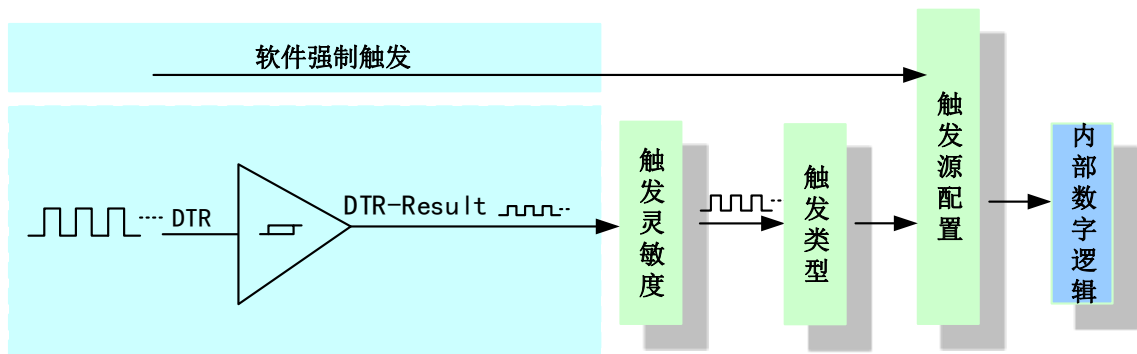 软件强制触发
DTR
DTR-Result
触发灵敏度
触发类型
触发源配置
内部数字逻辑